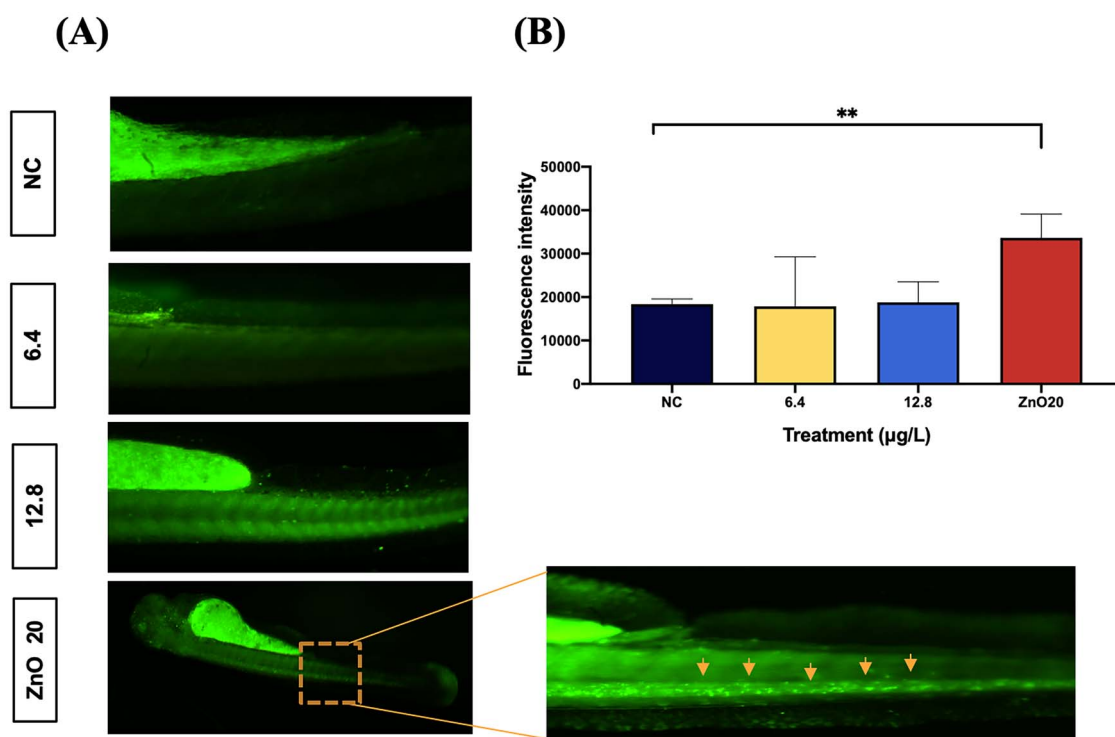 (A)
NC
6.4
12.8
ZnO 20
(B)
**
Fluorescence intensity
50000
40000
30000
20000
10000
0
NC 6.4 12.8 ZnO20
Treatment (µg/L)